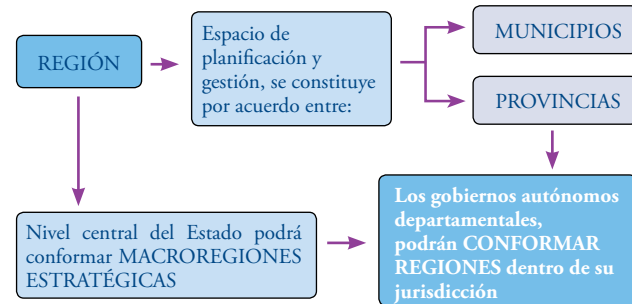 REGIÓN
Espacio de
planificación y
gestión, se constituye
por acuerdo entre:
MUNICIPIOS
PROVINCIAS
Nivel central del Estado podrá
conformar MACROREGIONES
ESTRATÉGICAS
Los gobiernos autónomos
departamentales,
podrán CONFORMAR
REGIONES dentro de su
jurisdicción